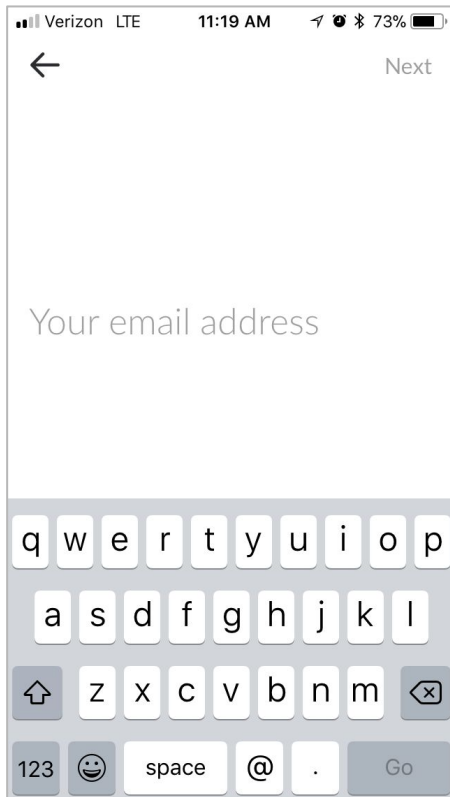 Verizon LTE 11:19 AM 73%
Next
Your email address
q w e r t y u i o p
a s d f g h j k l
z x c v b n m
123 space @ . Go